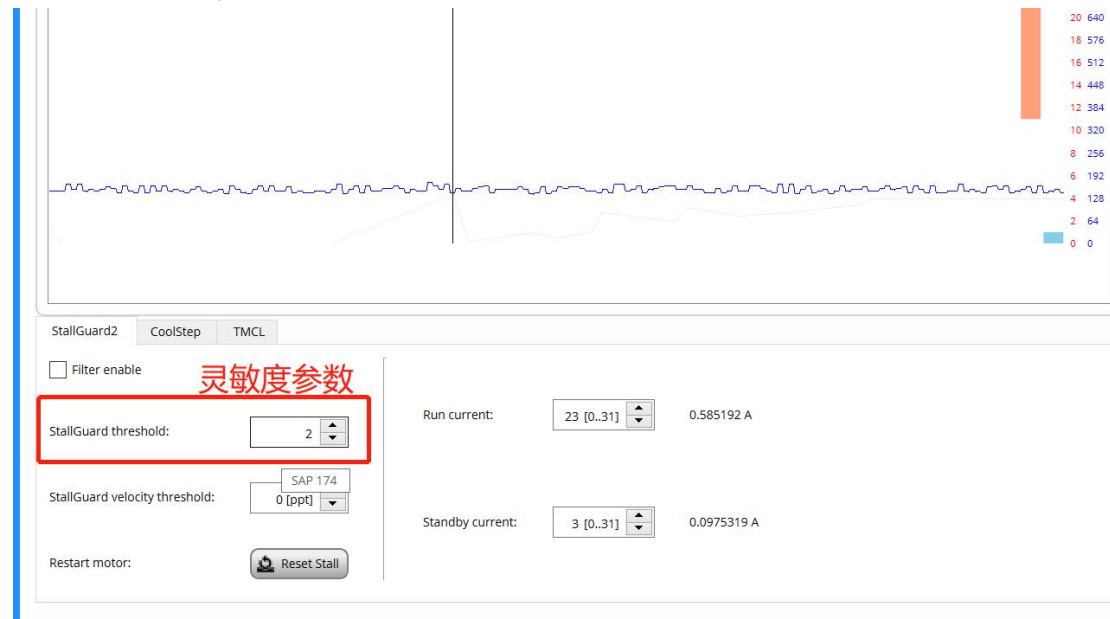 20 640
18 576
16 512
14 448
12 384
10 320
8 256
6 192
4 128
2 64
0 0
StallGuard2 CoolStep TMCL
Filter enable
灵敏度参数
StallGuard threshold: 2
Run current: 23 [0..31] 0.585192 A
SAP 174
StallGuard velocity threshold: 0 [ppt]
Standby current: 3 [0..31] 0.0975319 A
Restart motor: Reset Stall